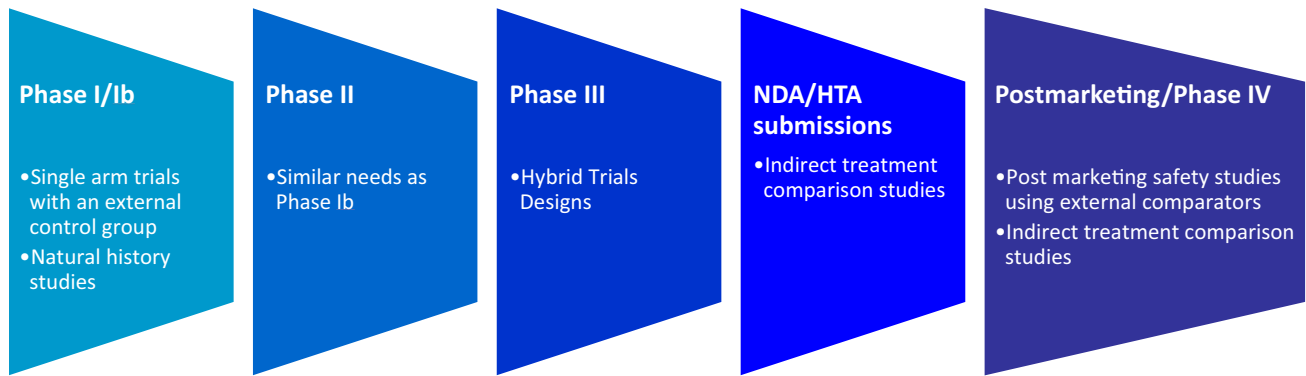 Phase I/Ib
•Single arm trials
with an external
control group
•Natural history
studies
Phase II
•Similar needs as
Phase Ib
Phase III
•Hybrid Trials
Designs
NDA/HTA
submissions
•Indirect treatment
comparison studies
Postmarketing/Phase IV
•Post marketing safety studies
using external comparators
•Indirect treatment comparison
studies